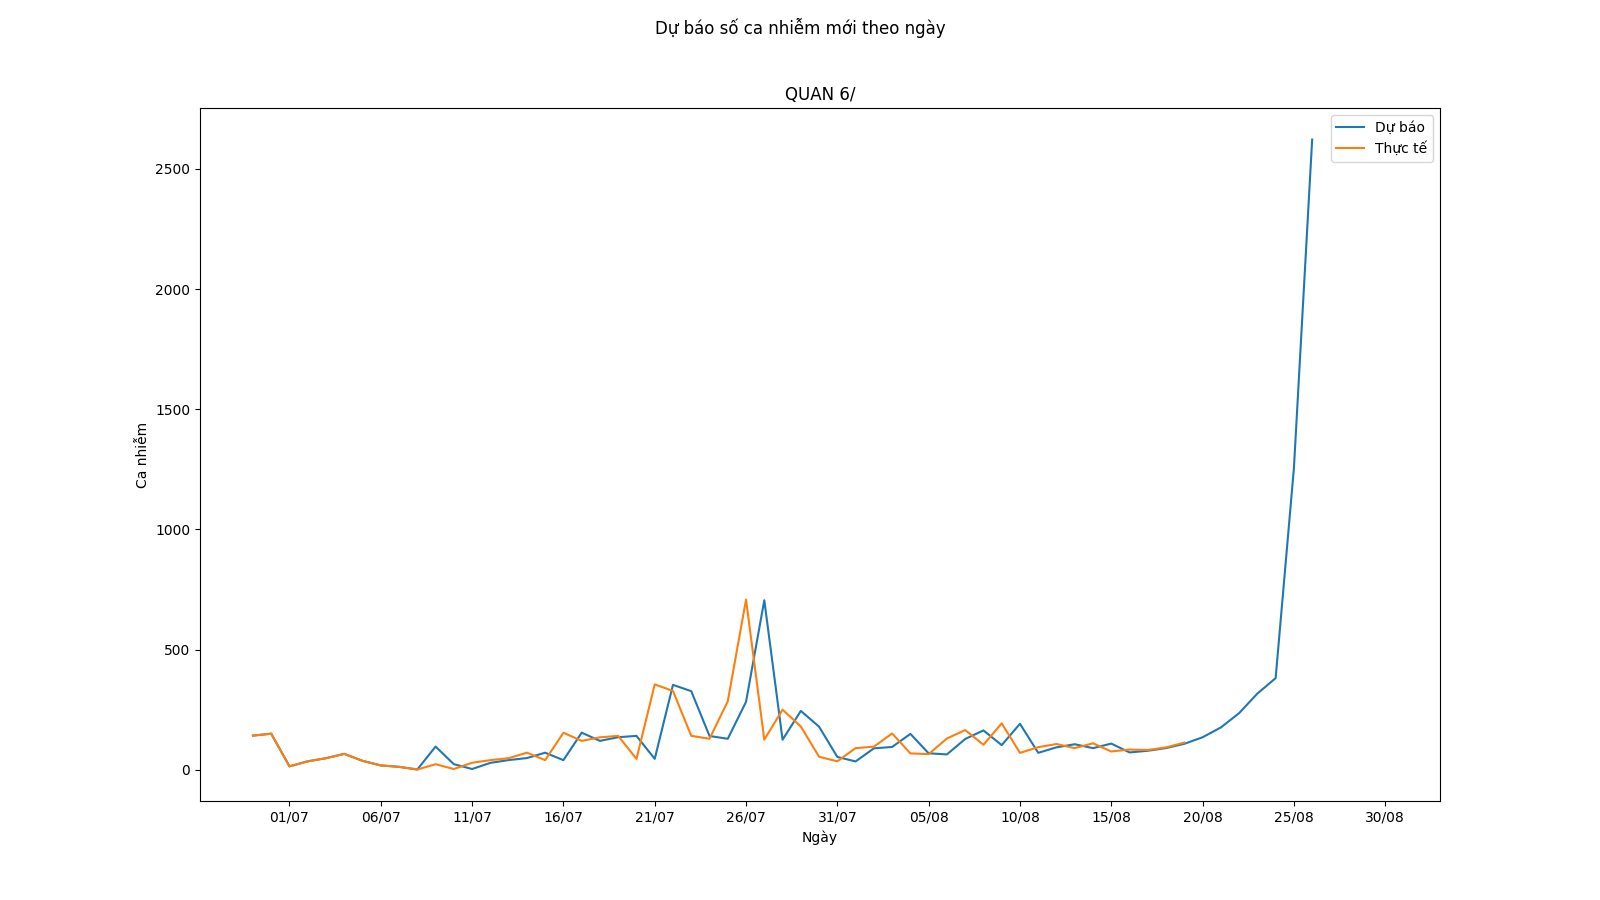 Dự báo số ca nhiễm mới theo ngày
QUAN 6/
Dự báo
Thực tế
2500
2000
1500
1000
500
0
Ca nhiễm
01/07 06/07 11/07 16/07 21/07 26/07 31/07 05/08 10/08 15/08 20/08 25/08 30/08
Ngày